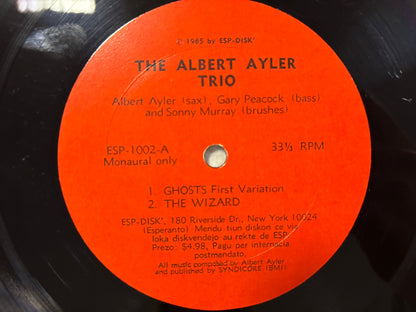 ℗ 1965 by ESP-DISK'
THE ALBERT AYLER
TRIO
Albert Ayler (sax), Gary Peacock (bass)
and Sonny Murray (brushes)
ESP-1002-A 33⅓ RPM
Monaural only
1. GHOSTS First Variation
2. THE WIZARD
ESP-DISK', 180 Riverside Dr., New York 10024
(Esperanto) Mendu tiun diskon ce via
loka diskvendejo au rekte de ESP.
Prezo: $4.98, Pagu per internacia
postmandato.
All music composed by Albert Ayler
and published by SYNDICORE (BMI)